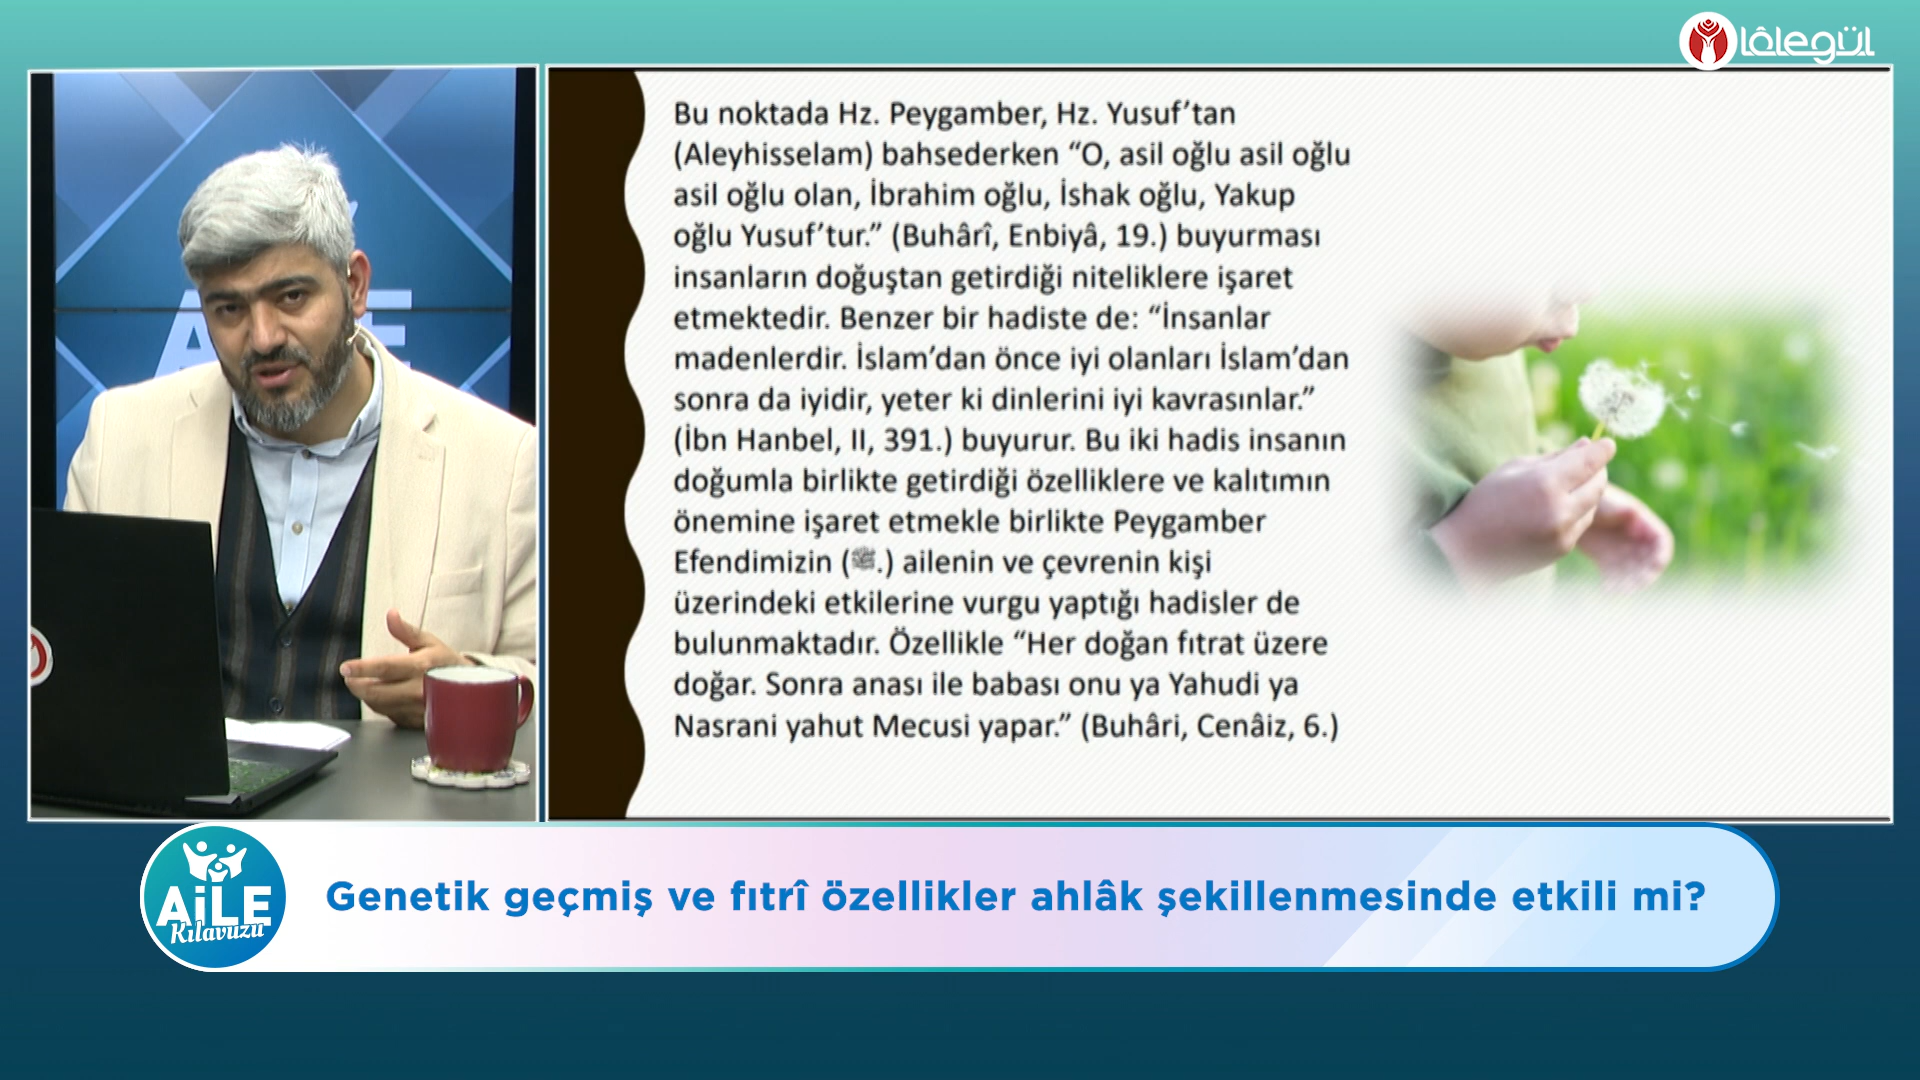 lâlegül
Bu noktada Hz. Peygamber, Hz. Yusuf’tan
(Aleyhisselam) bahsederken “O, asil oğlu asil oğlu
asil oğlu olan, İbrahim oğlu, İshak oğlu, Yakup
oğlu Yusuf’tur.” (Buhârî, Enbiyâ, 19.) buyurması
insanların doğuştan getirdiği niteliklere işaret
etmektedir. Benzer bir hadiste de: “İnsanlar
madenlerdir. İslam’dan önce iyi olanları İslam’dan
sonra da iyidir, yeter ki dinlerini iyi kavrasınlar.”
(İbn Hanbel, II, 391.) buyurur. Bu iki hadis insanın
doğumla birlikte getirdiği özelliklere ve kalıtımın
önemine işaret etmekle birlikte Peygamber
Efendimizin (ﷺ.) ailenin ve çevrenin kişi
üzerindeki etkilerine vurgu yaptığı hadisler de
bulunmaktadır. Özellikle “Her doğan fıtrat üzere
doğar. Sonra anası ile babası onu ya Yahudi ya
Nasrani yahut Mecusi yapar.” (Buhâri, Cenâiz, 6.)
AiLE
Kılavuzu
Genetik geçmiş ve fıtrî özellikler ahlâk şekillenmesinde etkili mi?